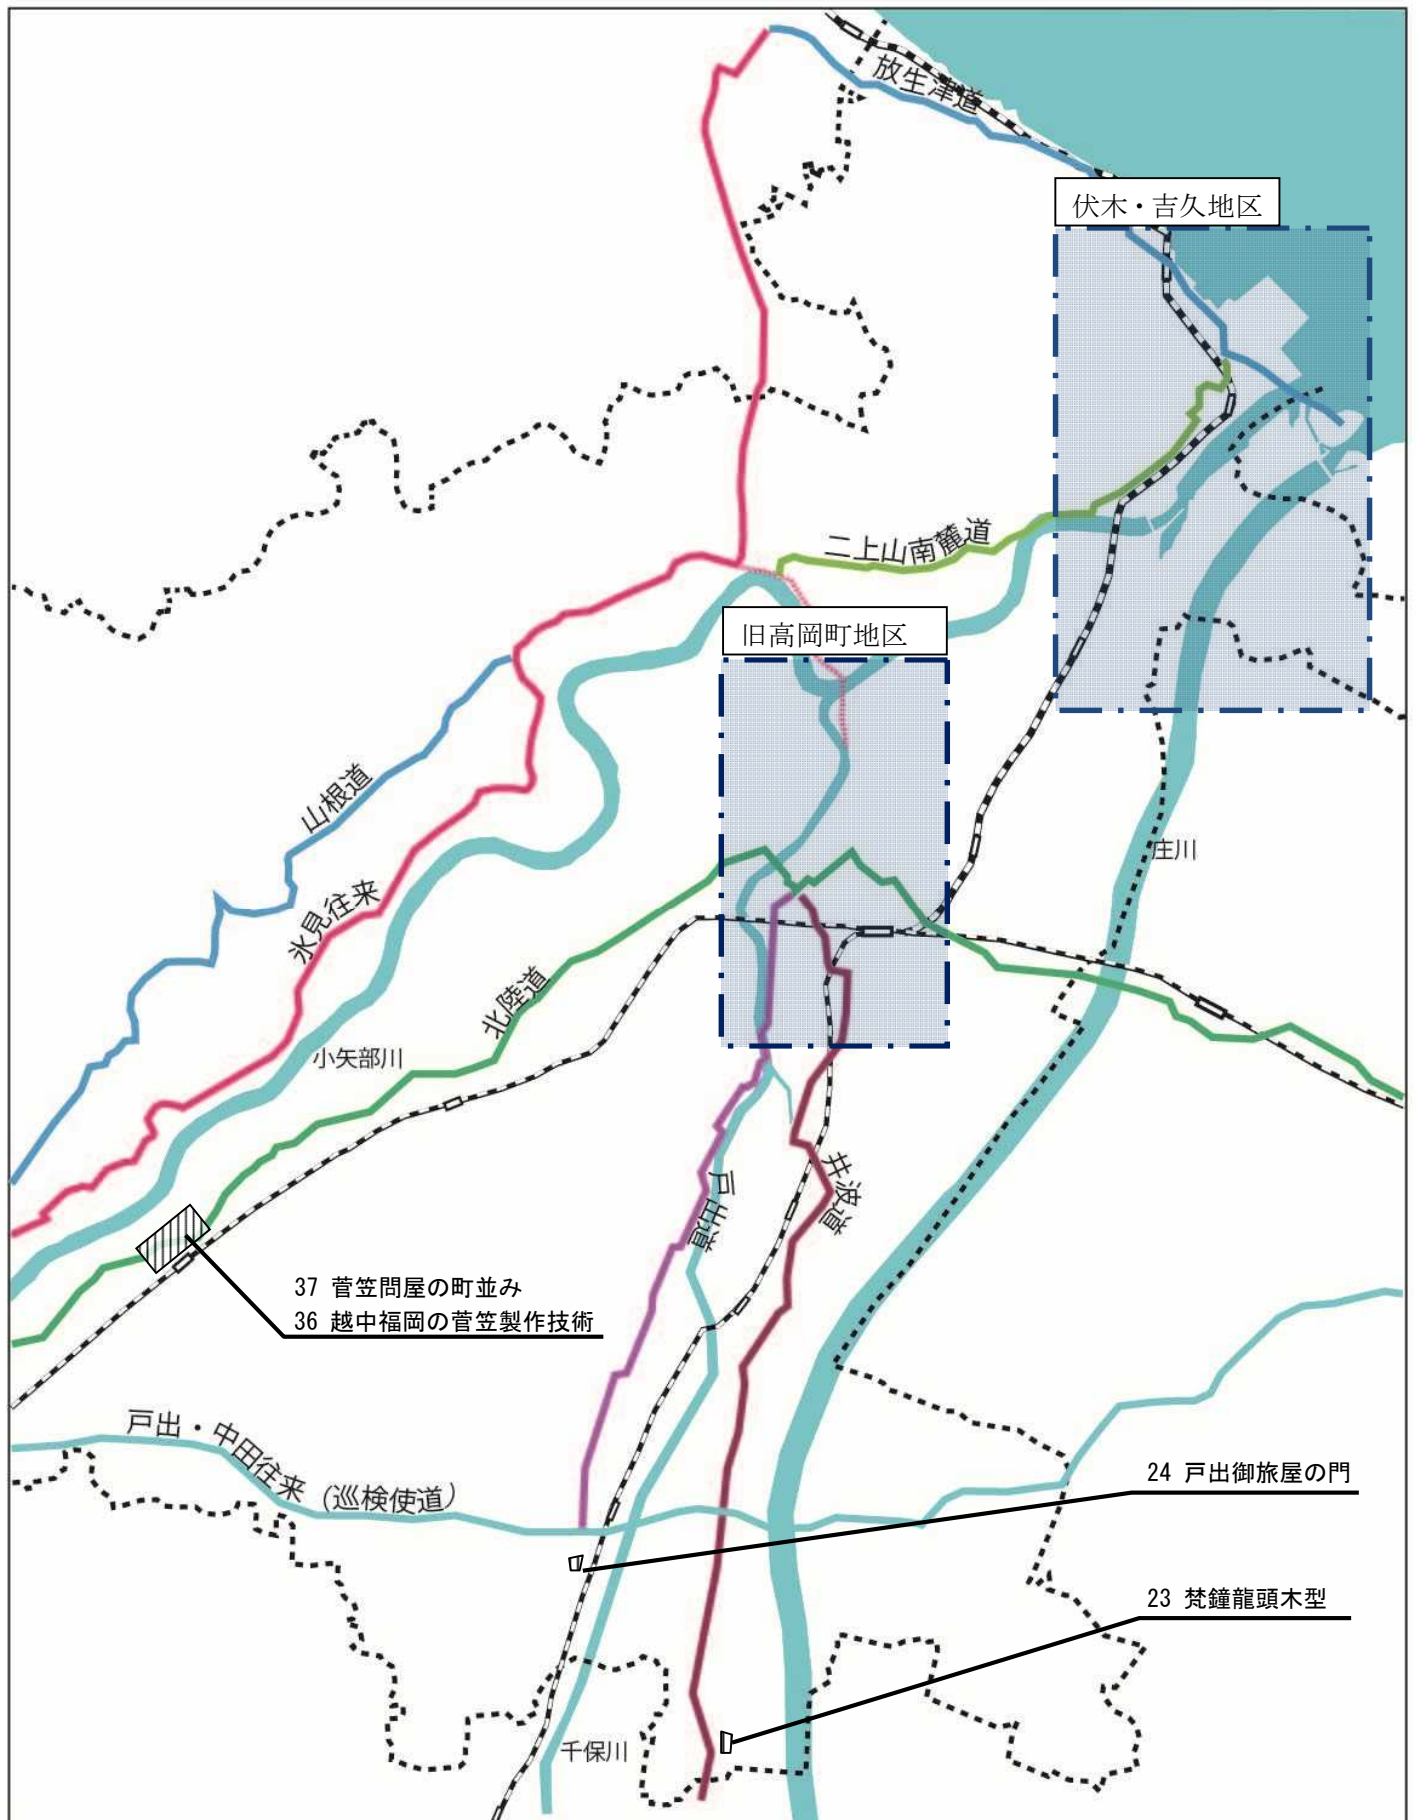 放生津道
伏木・吉久地区
二上山南麓道
旧高岡町地区
山根道
庄川
氷見往来
北陸道
小矢部川
井波道
戸出道
37 菅笠問屋の町並み
36 越中福岡の菅笠製作技術
戸出・中田往来（巡検使道）
24 戸出御旅屋の門
23 梵鐘龍頭木型
千保川